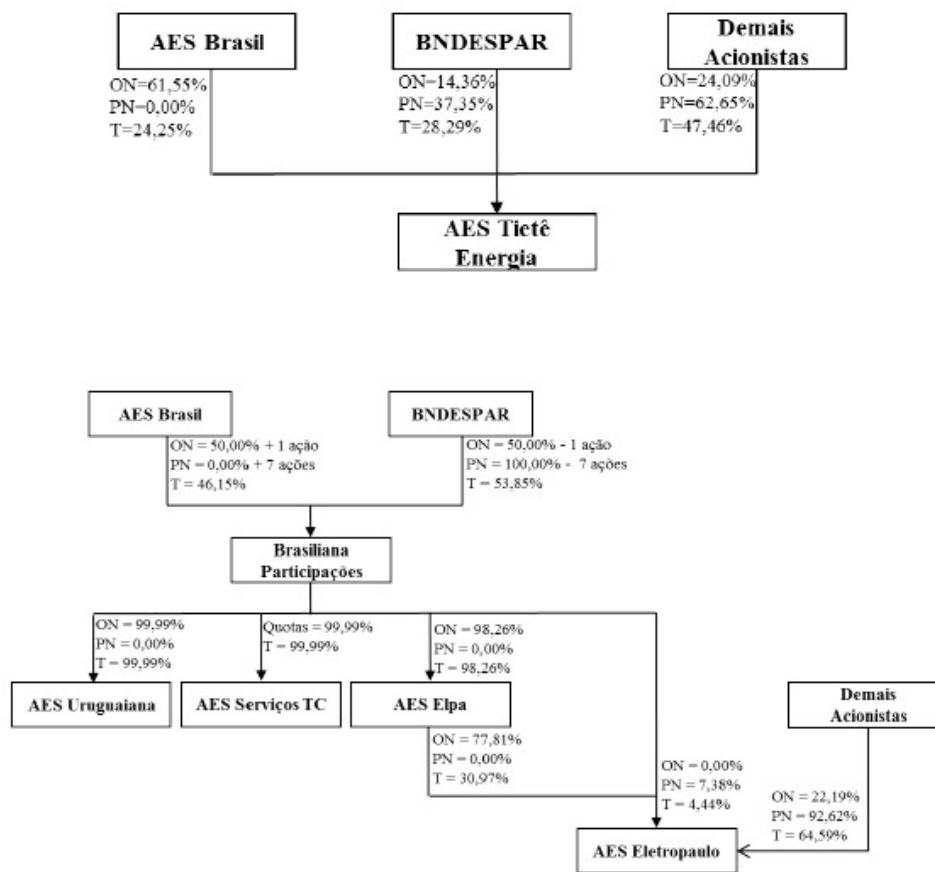 AES Brasil
ON=61,55%
PN=0,00%
T=24,25%
BNDESPAR
ON=14,36%
PN=37,35%
T=28,29%
Demais
Acionistas
ON=24,09%
PN=62,65%
T=47,46%
AES Tietê
Energia
AES Brasil
ON = 50,00% + 1 ação
PN = 0,00% + 7 ações
T = 46,15%
BNDESPAR
ON = 50,00% - 1 ação
PN = 100,00% - 7 ações
T = 53,85%
Brasiliana
Participações
ON = 99,99%
PN = 0,00%
T = 99,99%
AES Uruguaiana
Quotas = 99,99%
T = 99,99%
AES Serviços TC
ON = 98,26%
PN = 0,00%
T = 98,26%
AES Elpa
ON = 77,81%
PN = 0,00%
T = 30,97%
ON = 0,00%
PN = 7,38%
T = 4,44%
Demais
Acionistas
ON = 22,19%
PN = 92,62%
T = 64,59%
AES Eletropaulo